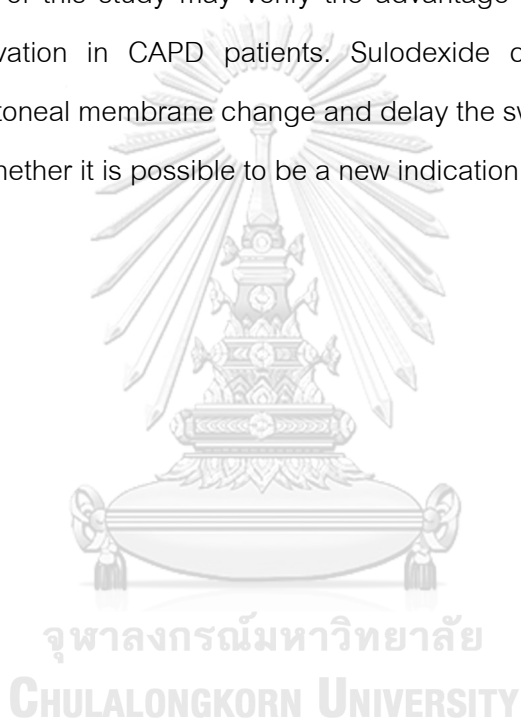 of this study may verify the advantage
vation in CAPD patients. Sulodexide
toneal membrane change and delay the
hether it is possible to be a new indication
จุฬาลงกรณ์มหาวิทยาลัย
CHULALONGKORN UNIVERSITY